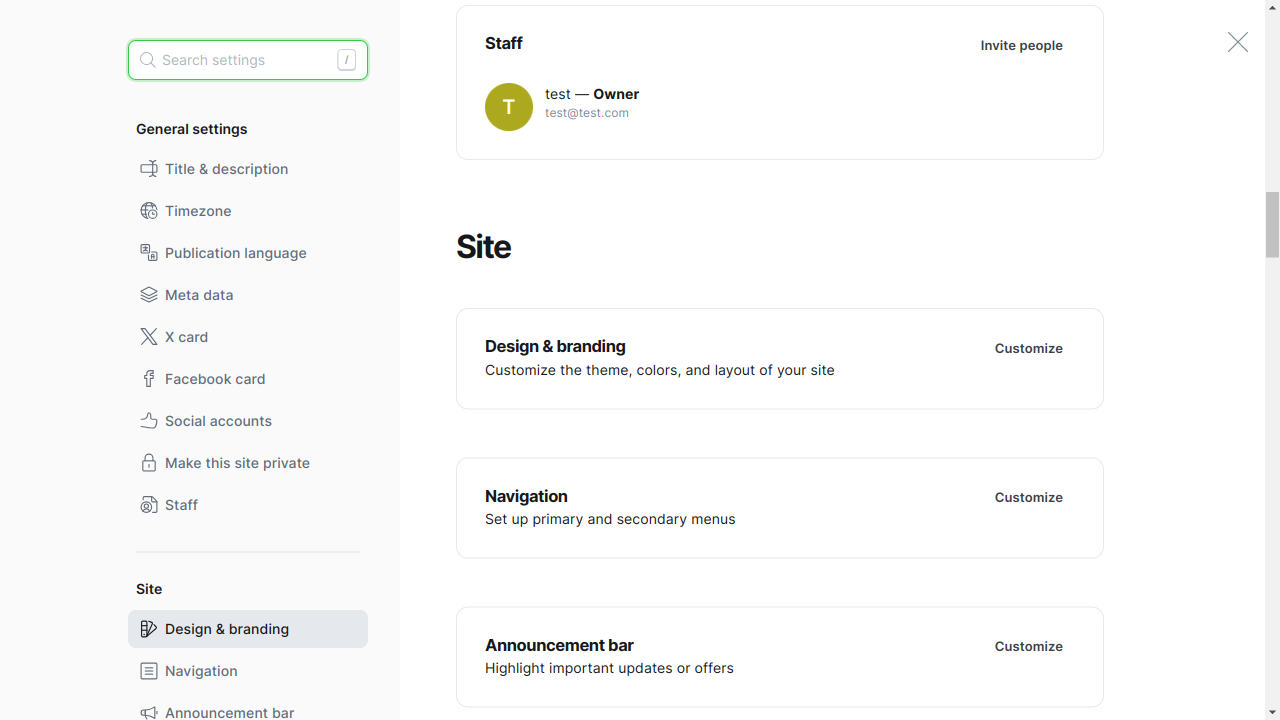 Search settings
/
General settings
Title & description
Timezone
Publication language
Meta data
X card
Facebook card
Social accounts
Make this site private
Staff
Site
Design & branding
Navigation
Announcement bar
Staff
Invite people
T
test — Owner
test@test.com
Site
Design & branding
Customize
Customize the theme, colors, and layout of your site
Navigation
Customize
Set up primary and secondary menus
Announcement bar
Customize
Highlight important updates or offers